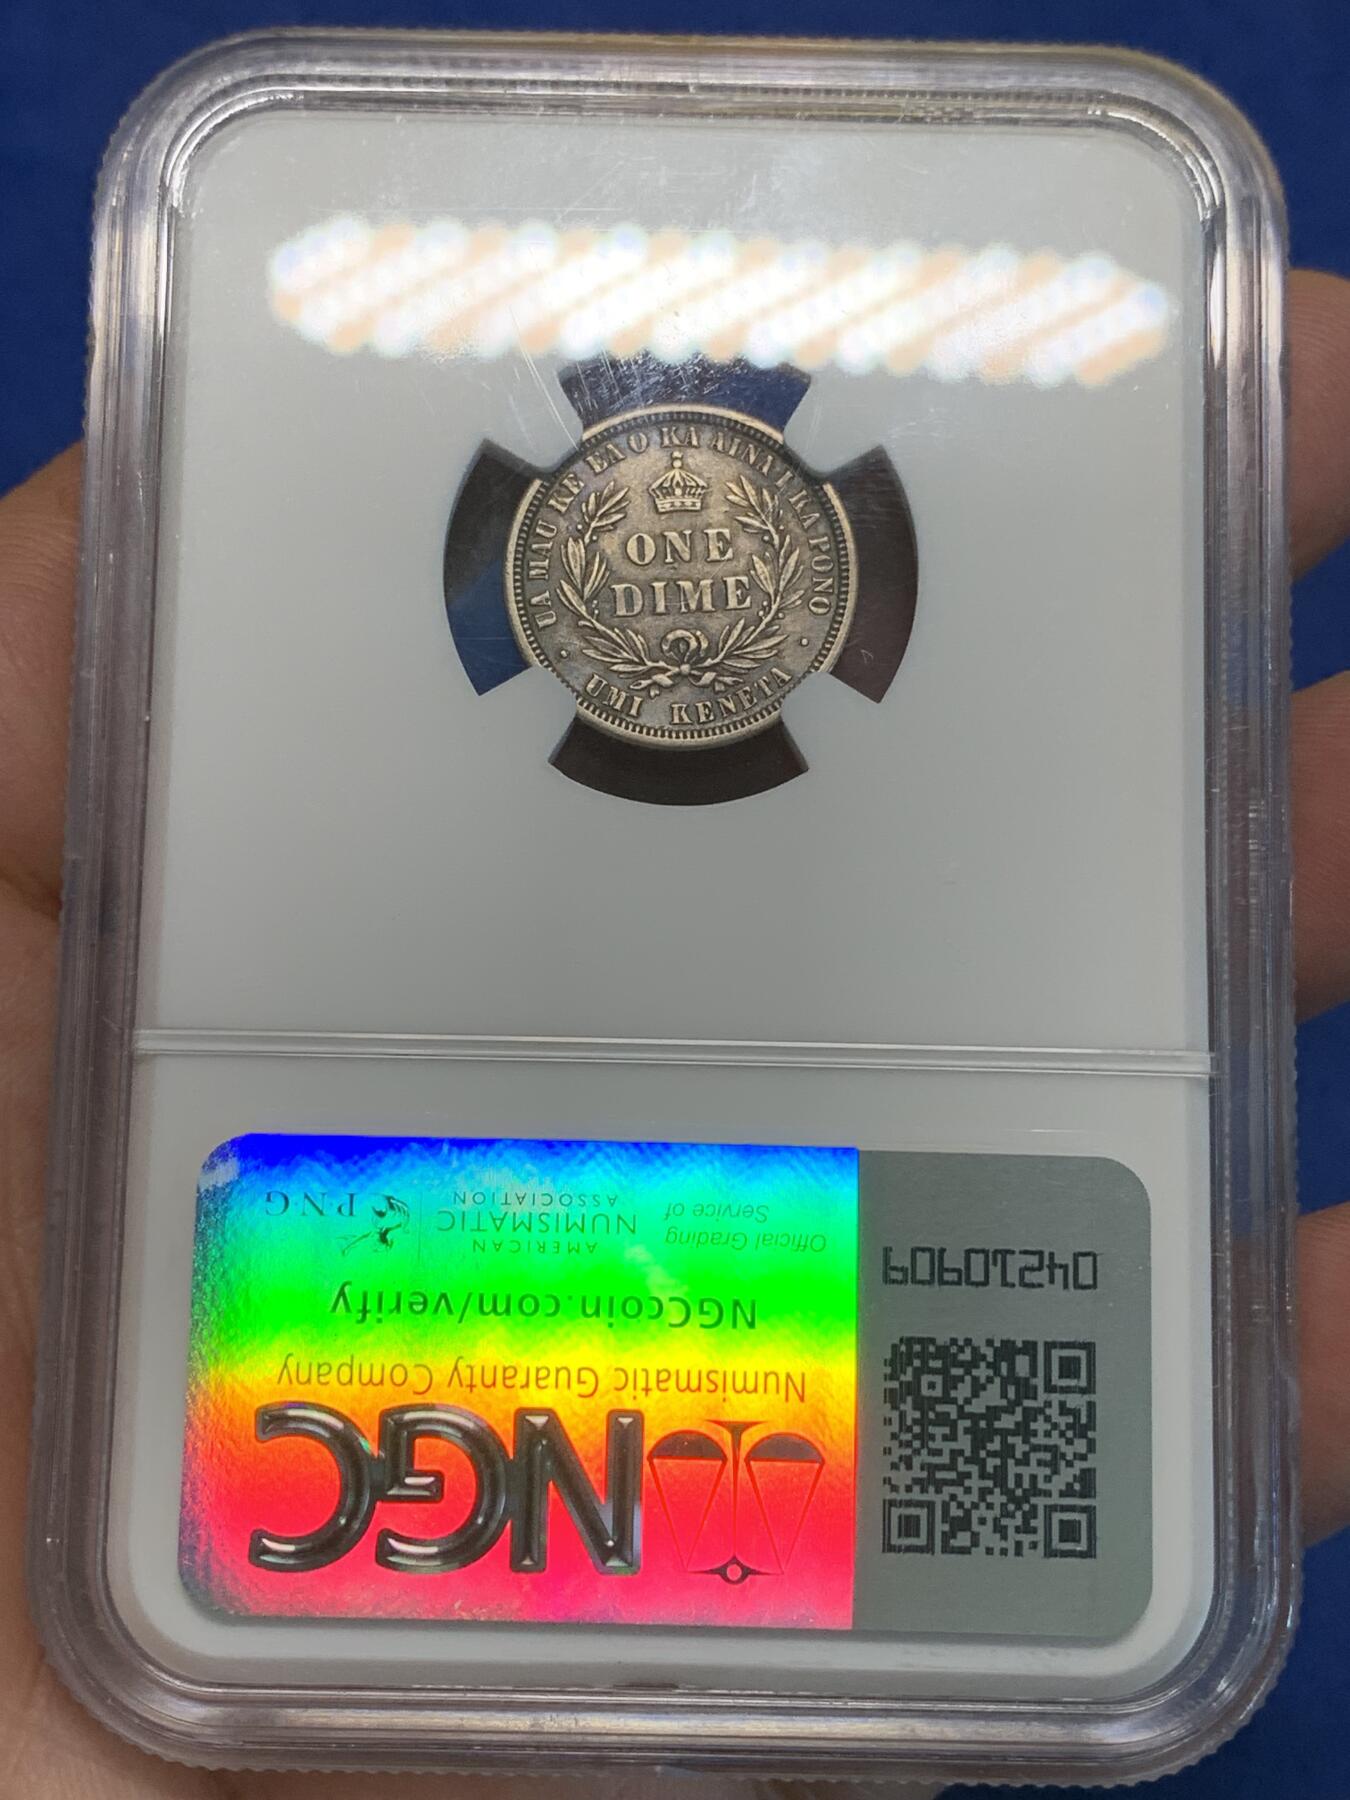 UA MAU KE EA O KA AINA I KA PONO
ONE
DIME
UMI KENETA
NGC
Numismatic Guaranty Company
NGCcoin.com/verify
Official Grading
Service of
AMERICAN
NUMISMATIC
ASSOCIATION
P·N·G
04210909